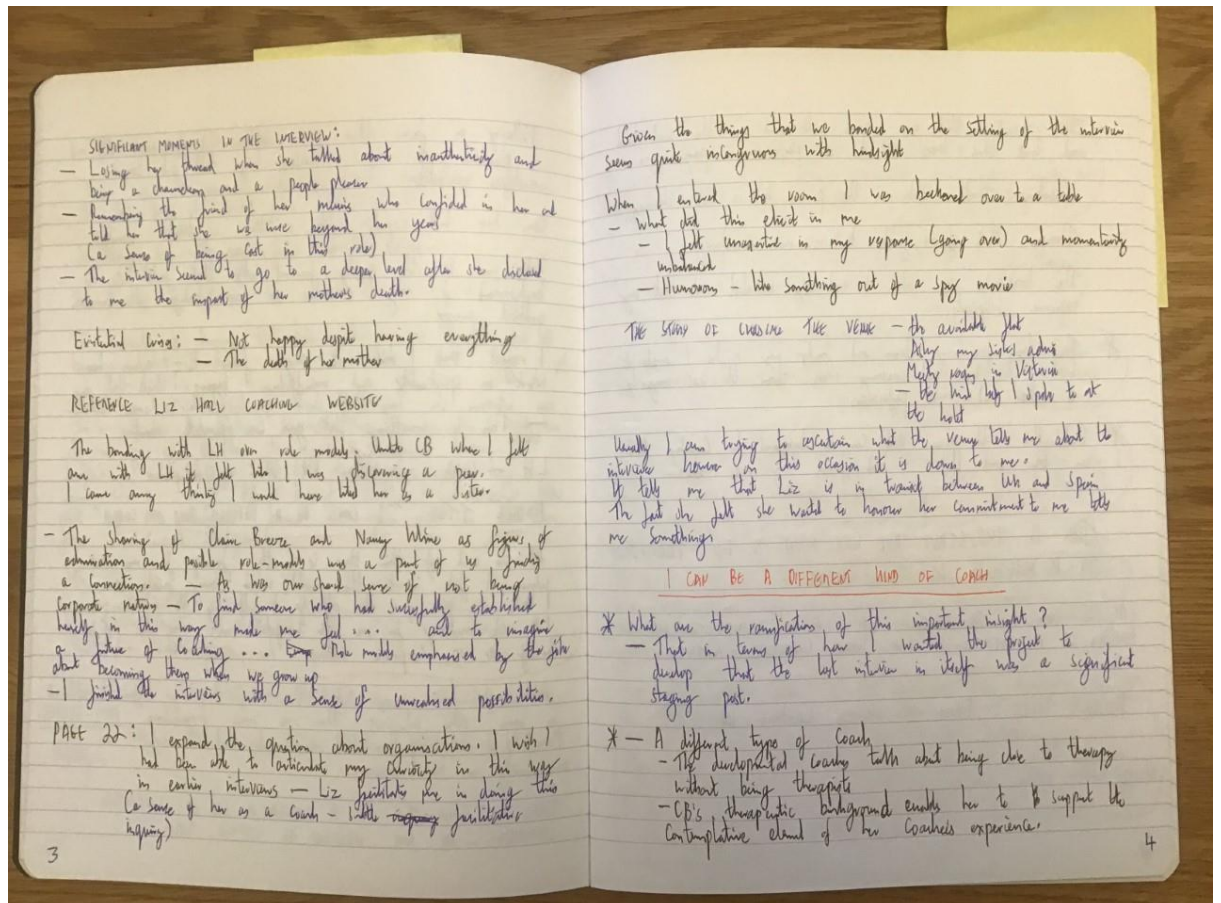 SIGNIFICANT MOMENTS IN THE INTERVIEW:
— Losing her thread when she talked about inauthenticity and
being a chameleon and a people pleaser
— Remembering the friend of her mums who confided in her and
told her that she was wise beyond her years
(a sense of being cast in this role)
— The interview seemed to go to a deeper level after she disclosed
to me the impact of her mother's death.
Existential crises: — Not happy despite having everything
— The death of her mother
REFERENCE LIZ HALL COACHING WEBSITE
The bonding with LH over role models. Unlike CB when I felt
awe with LH it felt like I was discovering a peer.
I came away thinking I would have liked her as a sister.
— The sharing of Claire Breeze and Nancy Kline as figures of
admiration and possible role-models was a part of us finding
a connection. — As was our shared sense of not being
corporate natives — To find someone who had successfully established
herself in this way made me feel .... and to imagine
a future of coaching ... Role models emphasised by the joke
about becoming them when we grow up
- I finished the interviews with a sense of unrealised possibilities.
PAGE 22: I expand the question about organisations. I wish I
had been able to articulate my curiosity in this way
in earlier interviews — Liz facilitates me in doing this
(a sense of her as a coach - facilitative
inquiry)
3
Given the things that we bonded on the setting of the interview
seems quite incongruous with hindsight
When I entered the room I was beckoned over to a table
— What did this elicit in me
— I felt unassertive in my response (going over) and momentarily
unbalanced
— Humorous — like something out of a spy movie
THE STORY OF CHOOSING THE VENUE — the available flat
Asking my sisters advice
Meeting rooms in Victoria
— the kind lady I spoke to at
the hotel
Usually I am trying to ascertain what the venue tells me about the
interviewee however on this occasion it is down to me.
It tells me that Liz is in transit between UK and Spain
The fact she felt she wanted to honour her commitment to me tells
me something.
I CAN BE A DIFFERENT KIND OF COACH
* What are the ramifications of this important insight?
— That in terms of how I wanted the project to
develop that the last interview in itself was a significant
staging post.
* — A different type of Coach
- The developmental coaches talk about being close to therapy
without being therapists
- CB's therapeutic background enables her to support the
contemplative element of her coachees experience.
4